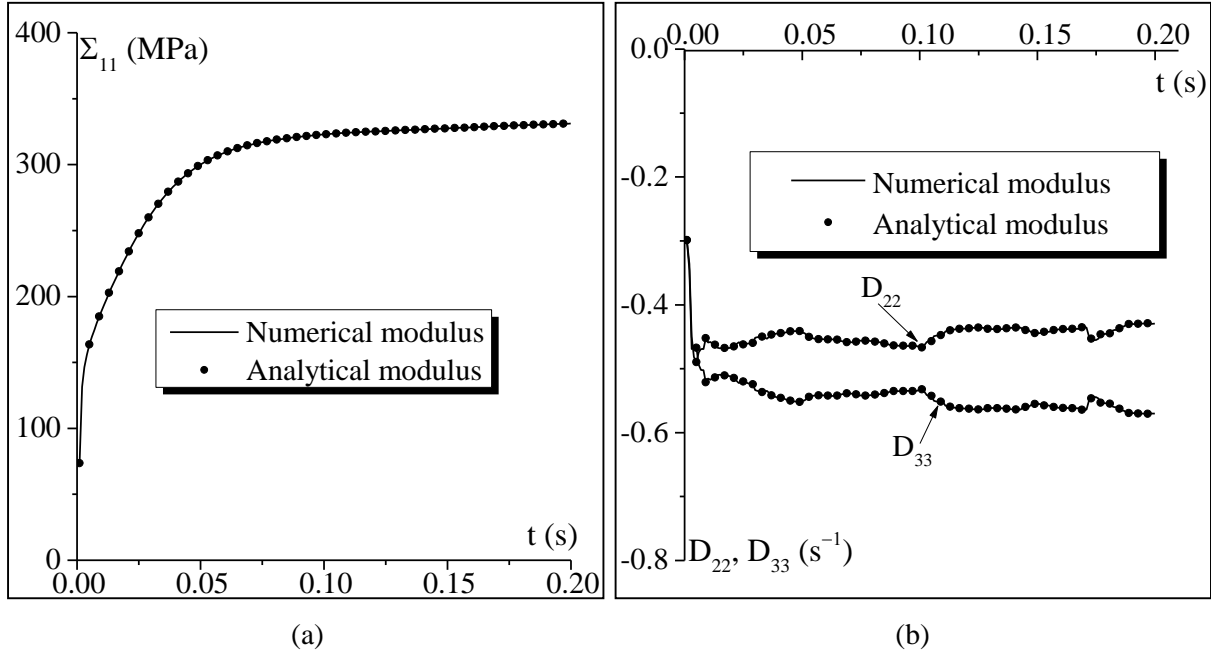 400
Σ11 (MPa)
300
200
100
0
Numerical modulus
Analytical modulus
t (s)
0.00 0.05 0.10 0.15 0.20
(a)
0.00 0.05 0.10 0.15 0.20
t (s)
0.0
-0.2
-0.4
-0.6
-0.8
Numerical modulus
Analytical modulus
D22
D33
D22, D33 (s−1)
(b)